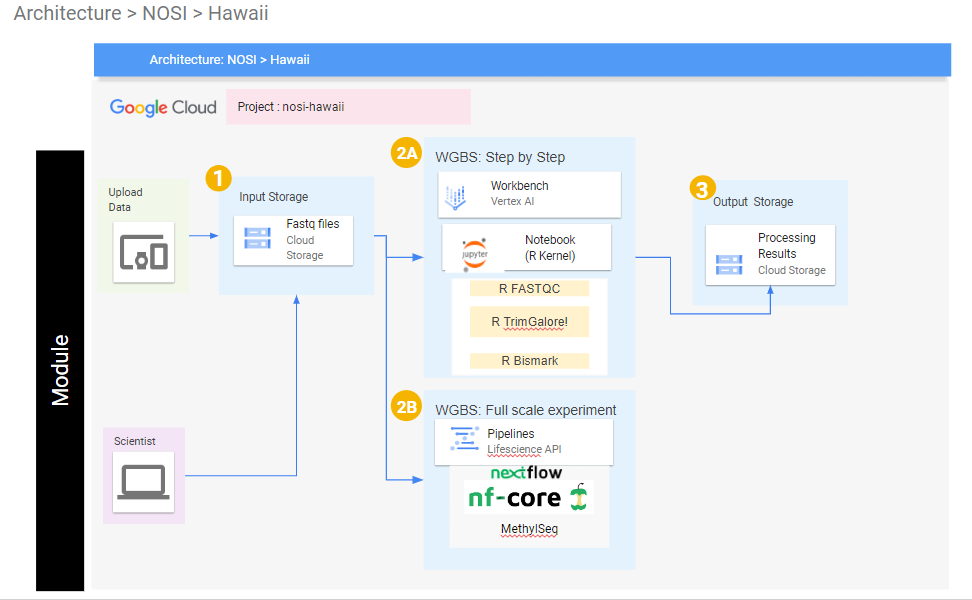 Architecture > NOSI > Hawaii
Architecture: NOSI > Hawaii
Google Cloud
Project : nosi-hawaii
Module
Upload
Data
1
Input Storage
Fastq files
Cloud
Storage
Scientist
2A
WGBS: Step by Step
Workbench
Vertex AI
jupyter
Notebook
(R Kernel)
R FASTQC
R TrimGalore!
R Bismark
2B
WGBS: Full scale experiment
Pipelines
Lifescience API
nextflow
nf-core
MethylSeq
3
Output Storage
Processing
Results
Cloud Storage